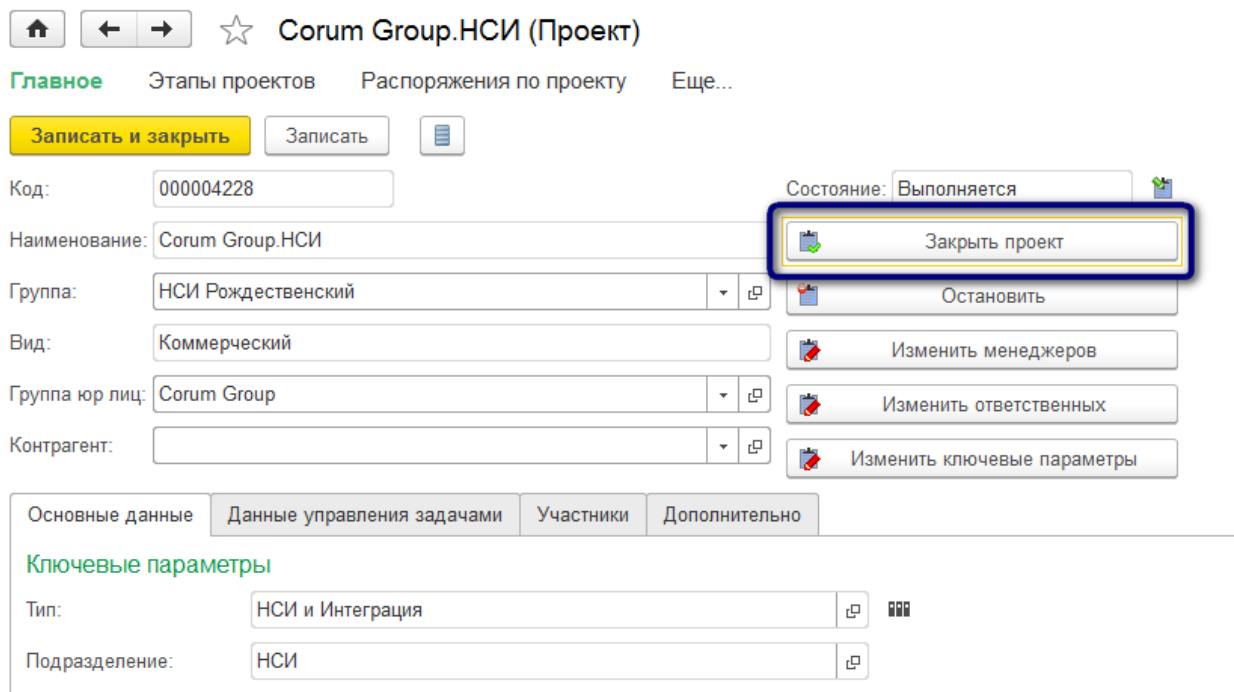 Corum Group.НСИ (Проект)
Главное Этапы проектов Распоряжения по проекту Еще...
Записать и закрыть Записать
Код: 000004228 Состояние: Выполняется
Наименование: Corum Group.НСИ Закрыть проект
Группа: НСИ Рождественский Остановить
Вид: Коммерческий Изменить менеджеров
Группа юр лиц: Corum Group Изменить ответственных
Контрагент: Изменить ключевые параметры
Основные данные Данные управления задачами Участники Дополнительно
Ключевые параметры
Тип: НСИ и Интеграция
Подразделение: НСИ